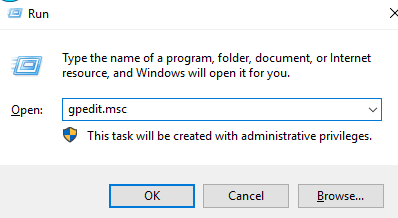 Run
Type the name of a program, folder, document, or Internet
resource, and Windows will open it for you.
Open: gpedit.msc
This task will be created with administrative privileges.
OK Cancel Browse...